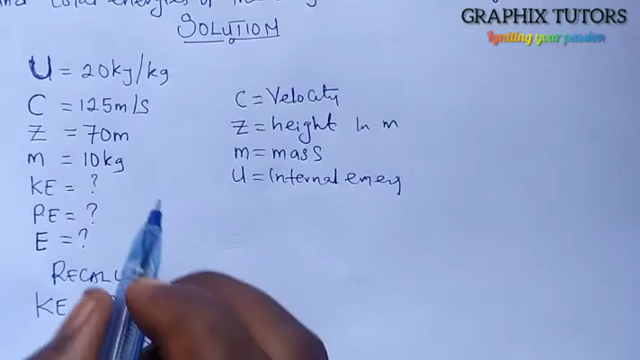 GRAPHIX TUTORS
Igniting your passion
SOLUTION
U = 20kj/kg
C = 125m/s
Z = 70m
m = 10kg
KE = ?
PE = ?
E = ?
C = Velocity
Z = height in m
m = mass
U = Internal energy
RECALL
KE